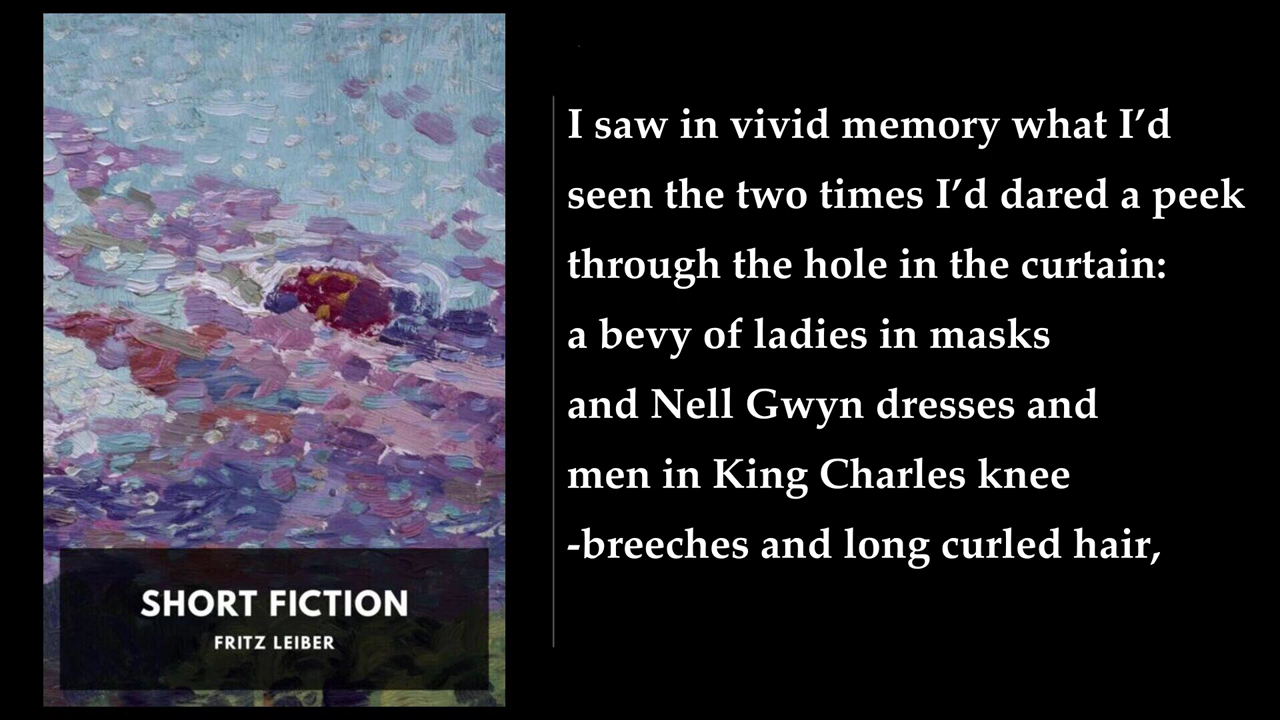 SHORT FICTION
FRITZ LEIBER
I saw in vivid memory what I’d
seen the two times I’d dared a peek
through the hole in the curtain:
a bevy of ladies in masks
and Nell Gwyn dresses and
men in King Charles knee
-breeches and long curled hair,